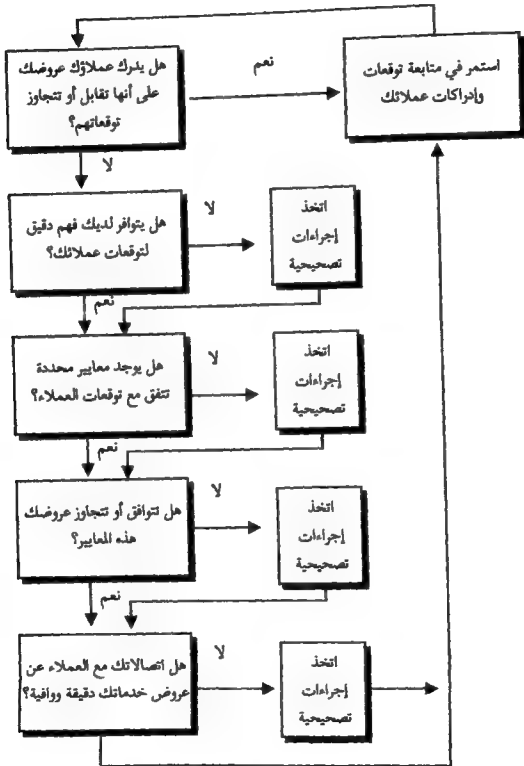 هل يدرك عملاؤك عروضك
على أنها تقابل أو تتجاوز
توقعاتهم؟
نعم
استمر في متابعة توقعات
وإدراكات عملائك
لا
هل يتوافر لديك فهم دقيق
لتوقعات عملائك؟
لا
اتخذ
إجراءات
تصحيحية
نعم
هل يوجد معايير محددة
تتفق مع توقعات العملاء؟
لا
اتخذ
إجراءات
تصحيحية
نعم
هل تتوافق أو تتجاوز عروضك
هذه المعايير؟
لا
اتخذ
إجراءات
تصحيحية
نعم
هل اتصالاتك مع العملاء عن
عروض خدماتك دقيقة ووافية؟
لا
اتخذ
إجراءات
تصحيحية